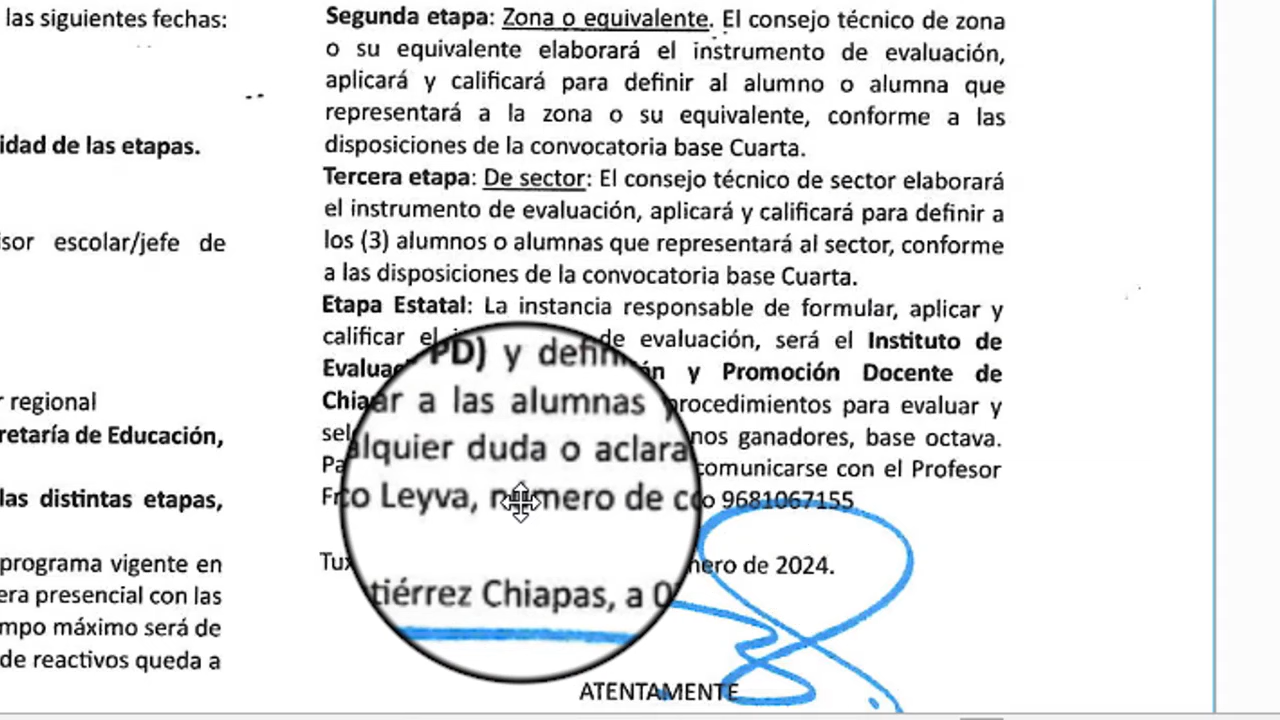 las siguientes fechas:
idad de las etapas.
isor escolar/jefe de
r regional
retaría de Educación,
las distintas etapas,
programa vigente en
era presencial con las
mpo máximo será de
de reactivos queda a
Segunda etapa: Zona o equivalente. El consejo técnico de zona
o su equivalente elaborará el instrumento de evaluación,
aplicará y calificará para definir al alumno o alumna que
representará a la zona o su equivalente, conforme a las
disposiciones de la convocatoria base Cuarta.
Tercera etapa: De sector: El consejo técnico de sector elaborará
el instrumento de evaluación, aplicará y calificará para definir a
los (3) alumnos o alumnas que representará al sector, conforme
a las disposiciones de la convocatoria base Cuarta.
Etapa Estatal: La instancia responsable de formular, aplicar y
calificar el de evaluación, será el Instituto de
Evaluac ón y Promoción Docente de
Chia procedimientos para evaluar y
sel nos ganadores, base octava.
Pa comunicarse con el Profesor
Fr o 9681067155
Tux nero de 2024.
PD) y defin
ar a las alumnas y
alquier duda o aclara
co Leyva, número de c
tiérrez Chiapas, a 0
ATENTAMENTE